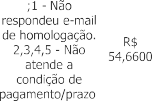 ;1 - Não
respondeu e-mail
de homologação.
2,3,4,5 - Não
atende a
condição de
pagamento/prazo
R$
54,6600